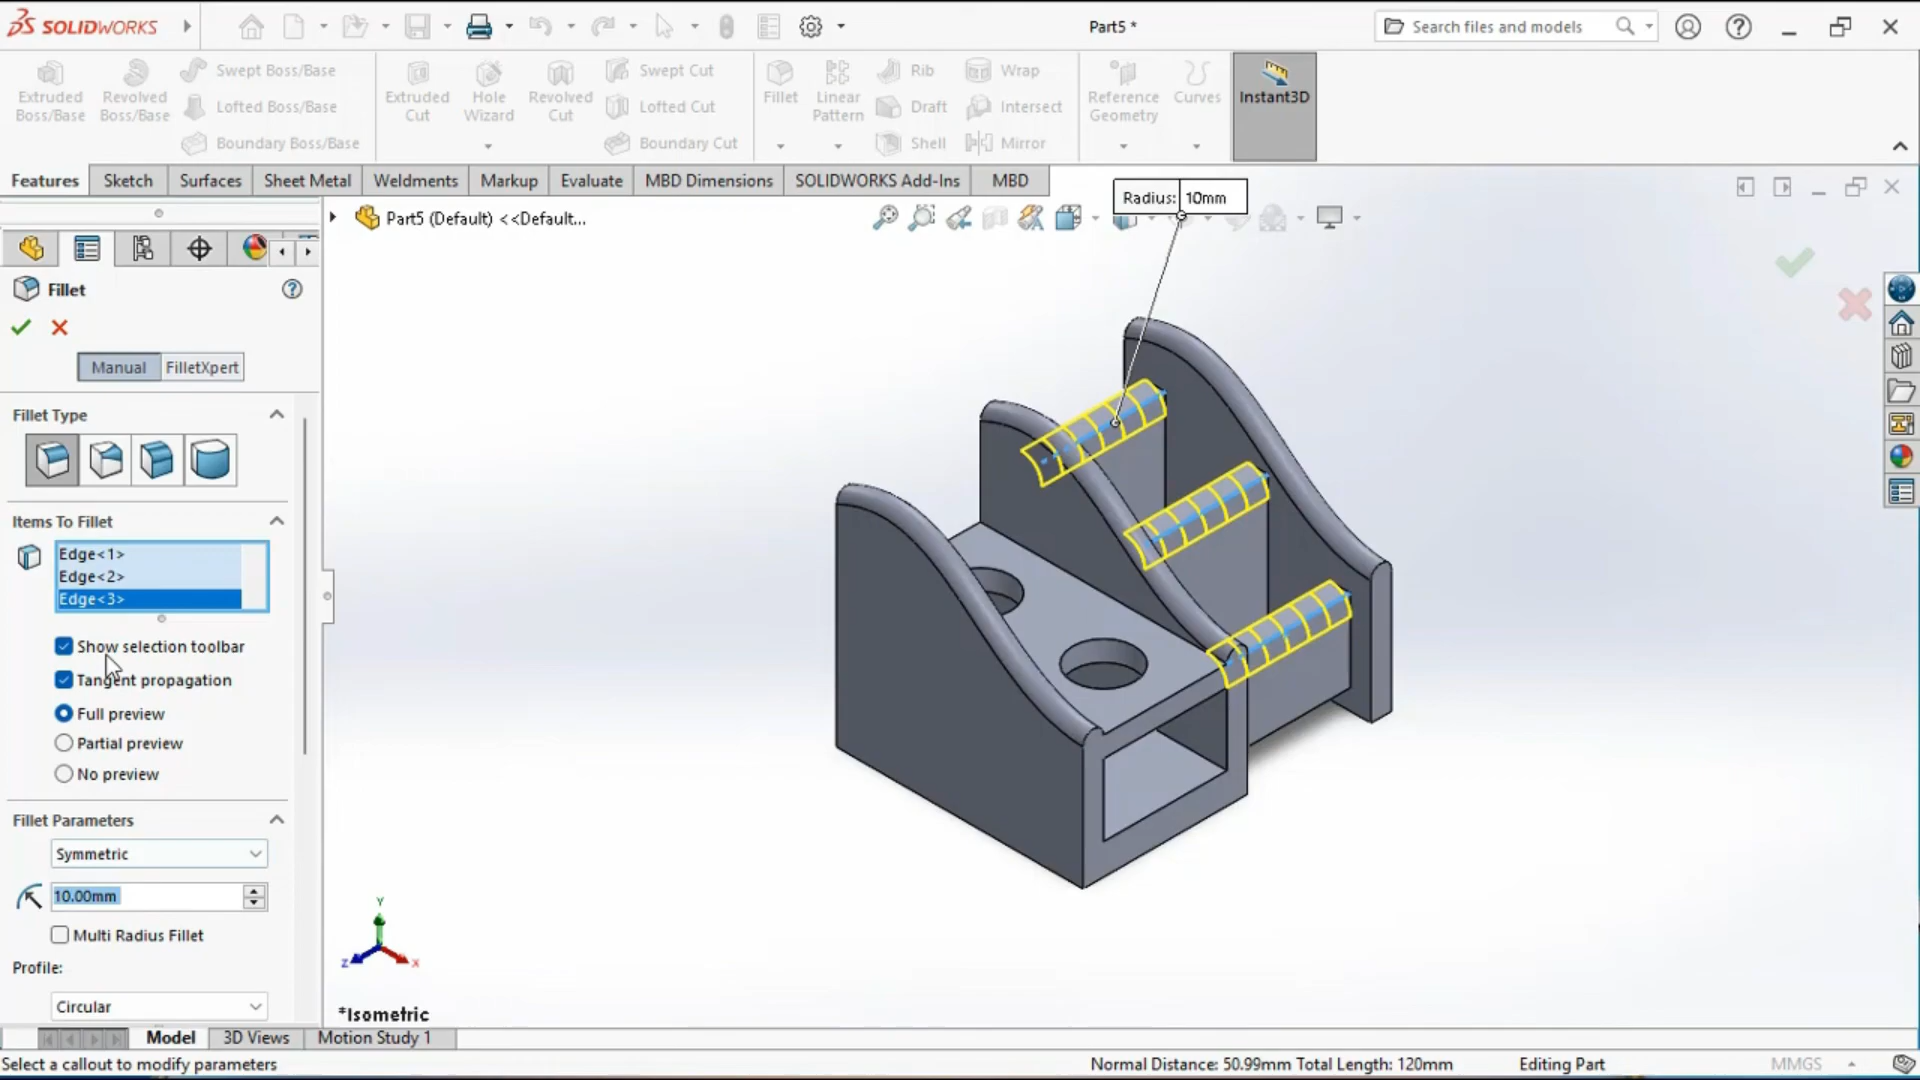 SOLIDWORKS
Part5 *
Search files and models
Extruded Boss/Base
Revolved Boss/Base
Swept Boss/Base
Lofted Boss/Base
Boundary Boss/Base
Extruded Cut
Hole Wizard
Revolved Cut
Swept Cut
Lofted Cut
Boundary Cut
Fillet
Linear Pattern
Rib
Draft
Shell
Wrap
Intersect
Mirror
Reference Geometry
Curves
Instant3D
Features
Sketch
Surfaces
Sheet Metal
Weldments
Markup
Evaluate
MBD Dimensions
SOLIDWORKS Add-Ins
MBD
Radius: 10mm
Part5 (Default) <<Default...
Fillet
Manual
FilletXpert
Fillet Type
Items To Fillet
Edge<1>
Edge<2>
Edge<3>
Show selection toolbar
Tangent propagation
Full preview
Partial preview
No preview
Fillet Parameters
Symmetric
10.00mm
Multi Radius Fillet
Profile:
Circular
Y
Z
X
*Isometric
Model
3D Views
Motion Study 1
Select a callout to modify parameters
Normal Distance: 50.99mm Total Length: 120mm
Editing Part
MMGS